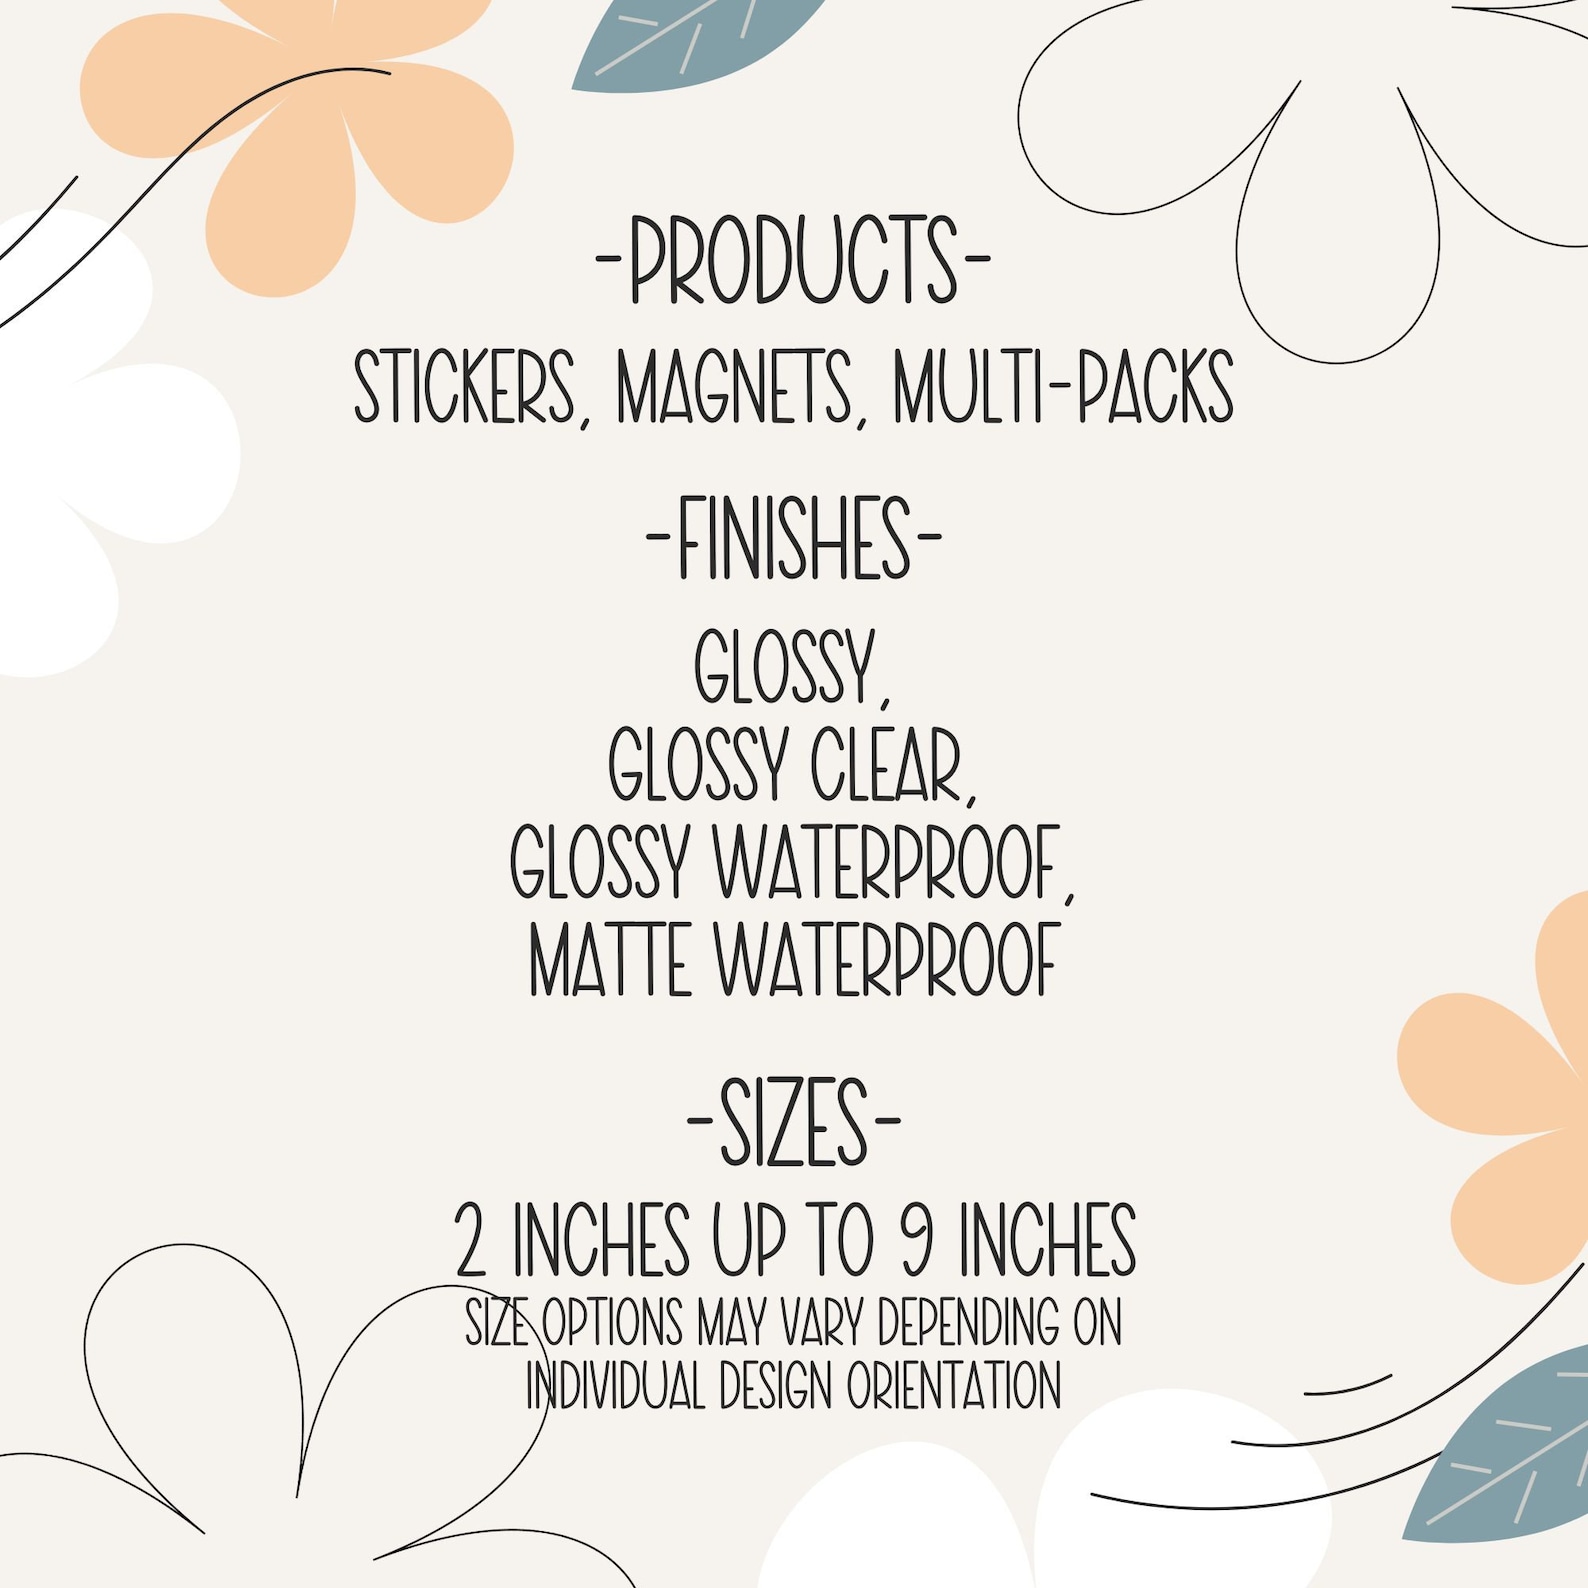 -PRODUCTS-
STICKERS, MAGNETS, MULTI-PACKS
-FINISHES-
GLOSSY,
GLOSSY CLEAR,
GLOSSY WATERPROOF,
MATTE WATERPROOF
-SIZES-
2 INCHES UP TO 9 INCHES
SIZE OPTIONS MAY VARY DEPENDING ON
INDIVIDUAL DESIGN ORIENTATION